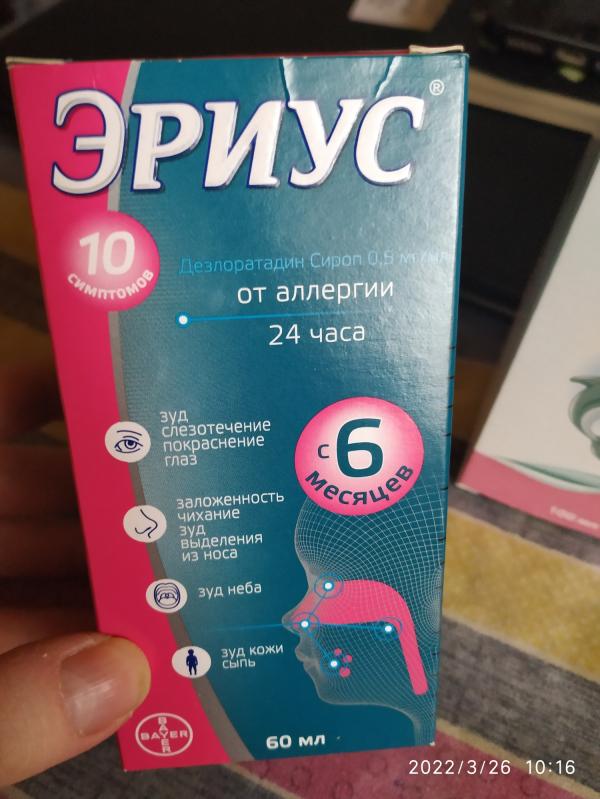 ЭРИУС®
10
СИМПТОМОВ
Дезлоратадин Сироп 0,5 мг/мл
от аллергии
24 часа
зуд
слезотечение
покраснение
глаз
с 6
месяцев
заложенность
чихание
зуд
выделения
из носа
зуд неба
зуд кожи
сыпь
BAYER
BAYER
60 мл
2022/3/26 10:16